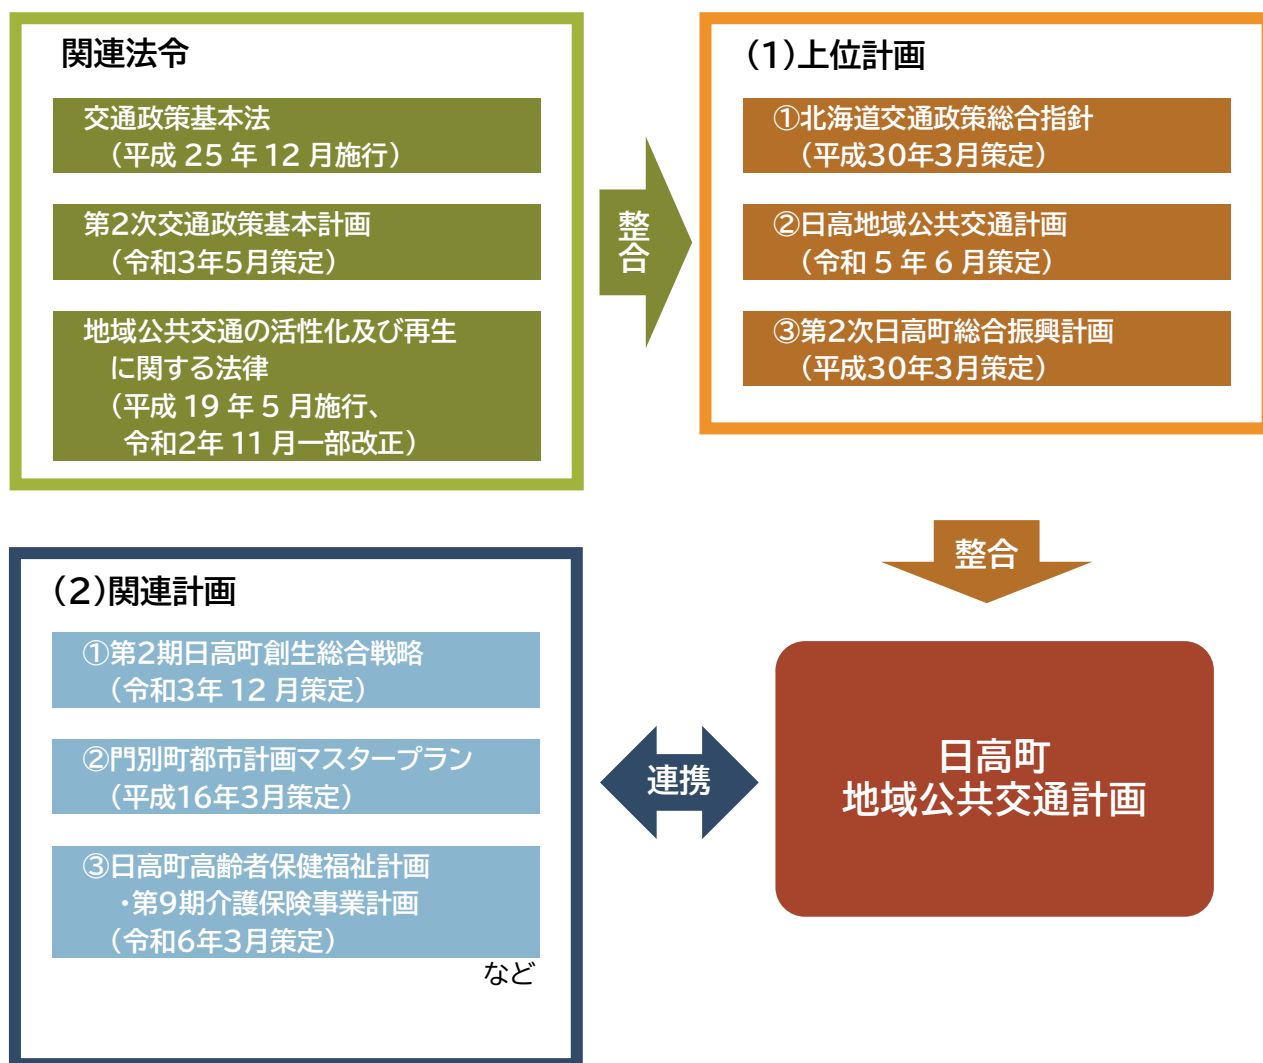 関連法令
交通政策基本法
（平成 25 年 12 月施行）
第2次交通政策基本計画
（令和3年5月策定）
地域公共交通の活性化及び再生
に関する法律
（平成 19 年 5 月施行、
令和2年 11 月一部改正）
整合
(1)上位計画
①北海道交通政策総合指針
（平成30年3月策定）
②日高地域公共交通計画
（令和 5 年 6 月策定）
③第2次日高町総合振興計画
（平成30年3月策定）
整合
(2)関連計画
①第2期日高町創生総合戦略
（令和3年 12 月策定）
②門別町都市計画マスタープラン
（平成16年3月策定）
③日高町高齢者保健福祉計画
・第9期介護保険事業計画
（令和6年3月策定）
など
連携
日高町
地域公共交通計画